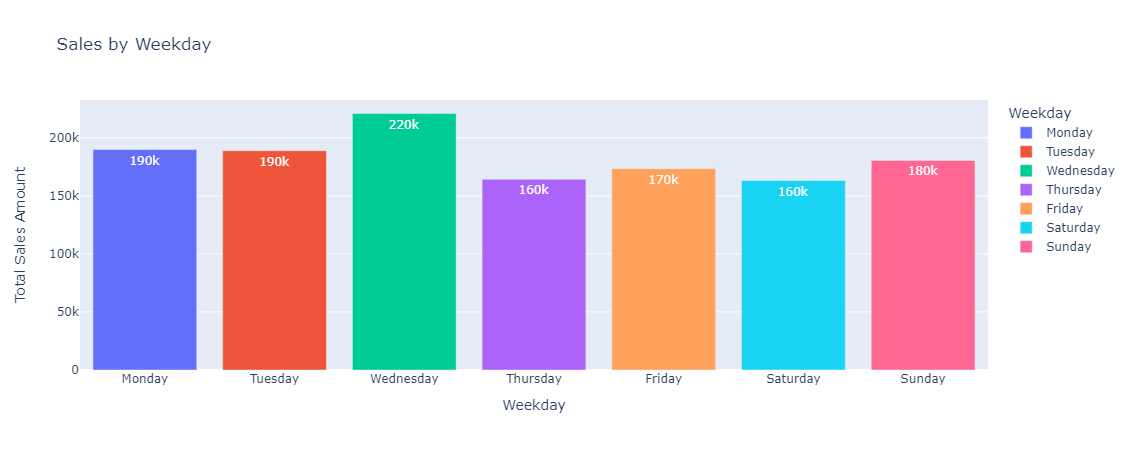 Sales by Weekday
Total Sales Amount
200k
150k
100k
50k
0
190k
190k
220k
160k
170k
160k
180k
Monday
Tuesday
Wednesday
Thursday
Friday
Saturday
Sunday
Weekday
Weekday
Monday
Tuesday
Wednesday
Thursday
Friday
Saturday
Sunday